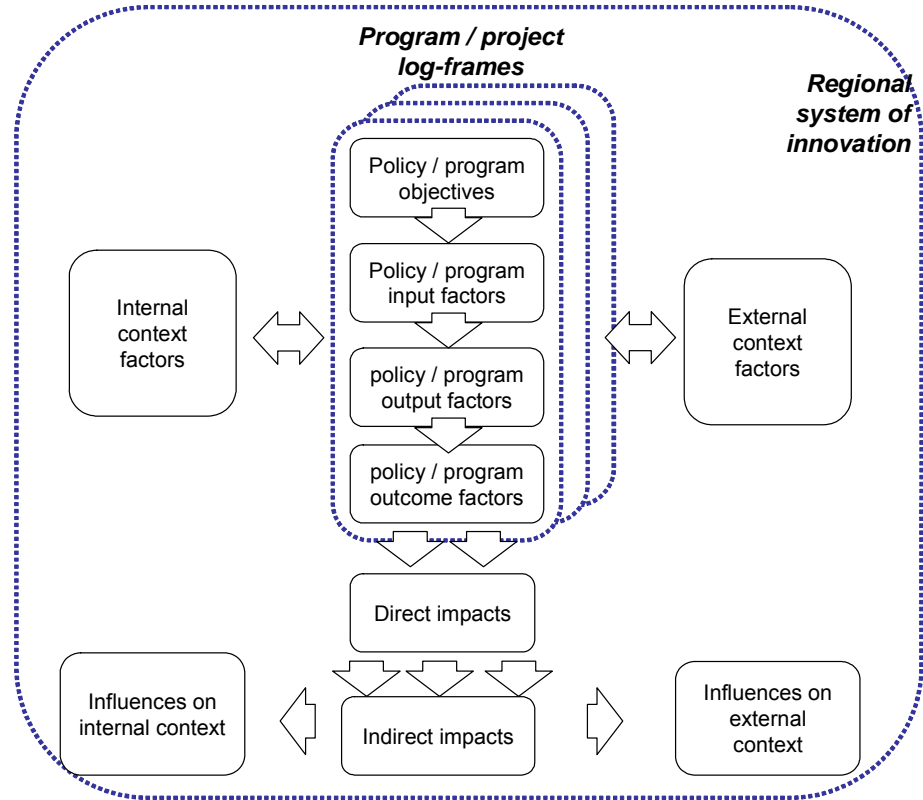 Program / project
log-frames
Regional
system of
innovation
Policy / program
objectives
Policy / program
input factors
Internal
context
factors
External
context
factors
policy / program
output factors
policy / program
outcome factors
Direct impacts
Influences on
internal context
Indirect impacts
Influences on
external
context